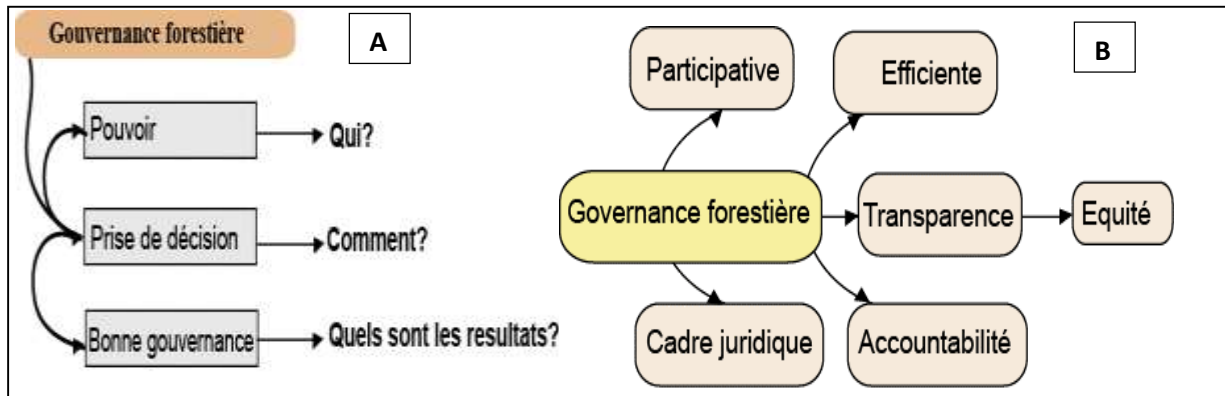 Gouvernance forestière
A
Pouvoir
Qui?
Prise de décision
Comment?
Bonne gouvernance
Quels sont les resultats?
B
Participative
Efficiente
Governance forestière
Transparence
Equité
Cadre juridique
Accountabilité